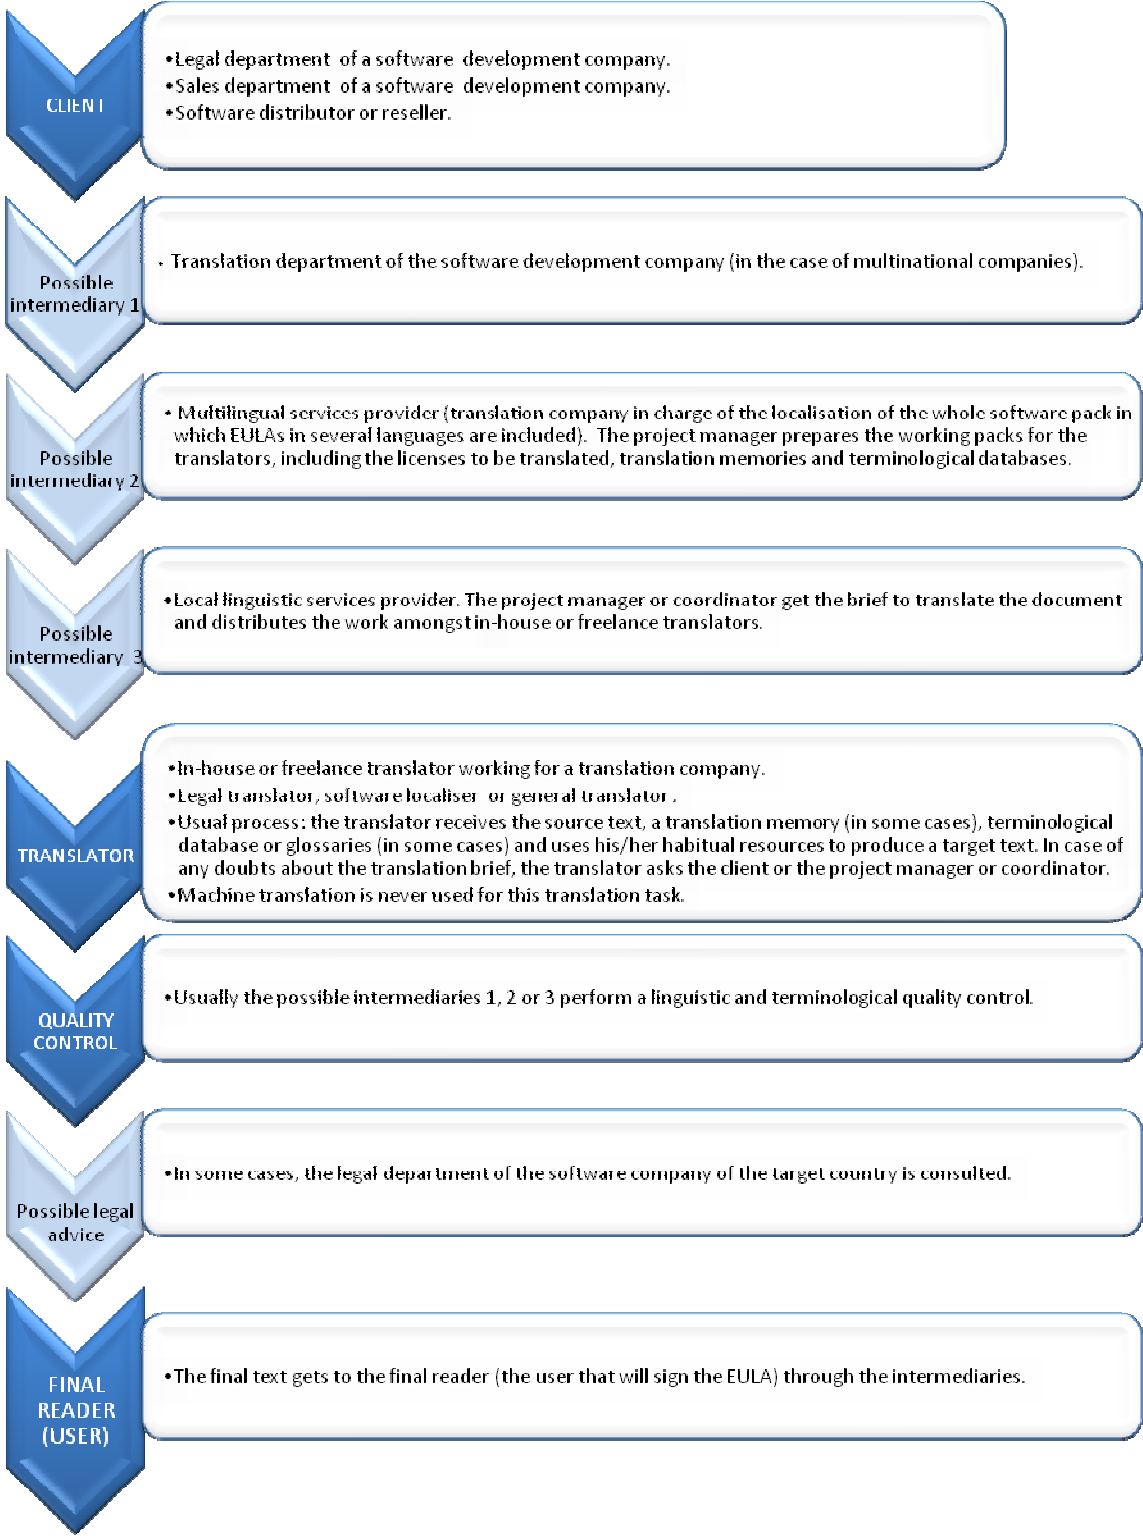 CLIENT
•Legal department of a software development company.
•Sales department of a software development company.
•Software distributor or reseller.
Possible
intermediary 1
• Translation department of the software development company (in the case of multinational companies).
Possible
intermediary 2
• Multilingual services provider (translation company in charge of the localisation of the whole software pack in
which EULAs in several languages are included). The project manager prepares the working packs for the
translators, including the licenses to be translated, translation memories and terminological databases.
Possible
intermediary 3
•Local linguistic services provider. The project manager or coordinator get the brief to translate the document
and distributes the work amongst in-house or freelance translators.
TRANSLATOR
•In-house or freelance translator working for a translation company.
•Legal translator, software localiser or general translator .
•Usual process: the translator receives the source text, a translation memory (in some cases), terminological
database or glossaries (in some cases) and uses his/her habitual resources to produce a target text. In case of
any doubts about the translation brief, the translator asks the client or the project manager or coordinator.
•Machine translation is never used for this translation task.
QUALITY
CONTROL
•Usually the possible intermediaries 1, 2 or 3 perform a linguistic and terminological quality control.
Possible legal
advice
•In some cases, the legal department of the software company of the target country is consulted.
FINAL
READER
(USER)
•The final text gets to the final reader (the user that will sign the EULA) through the intermediaries.